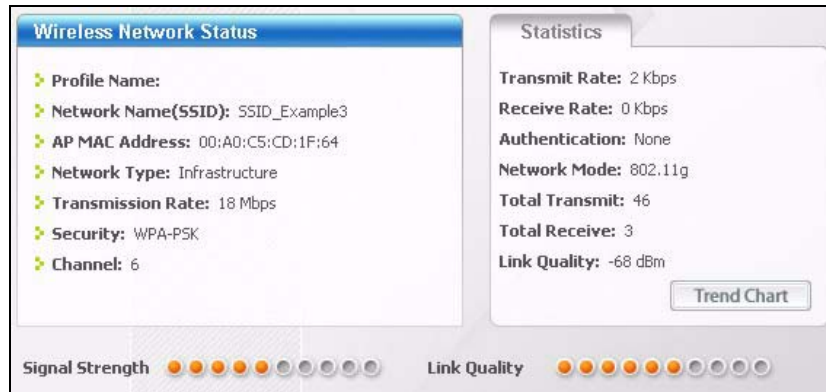 Wireless Network Status
Profile Name:
Network Name(SSID): SSID_Example3
AP MAC Address: 00:A0:C5:CD:1F:64
Network Type: Infrastructure
Transmission Rate: 18 Mbps
Security: WPA-PSK
Channel: 6
Statistics
Transmit Rate: 2 Kbps
Receive Rate: 0 Kbps
Authentication: None
Network Mode: 802.11g
Total Transmit: 46
Total Receive: 3
Link Quality: -68 dBm
Trend Chart
Signal Strength
Link Quality